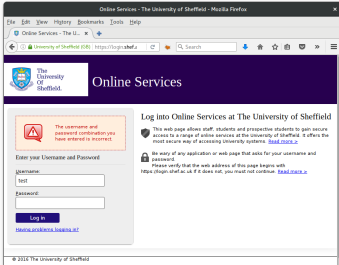 Online Services - The University of Sheffield - Mozilla Firefox
File Edit View History Bookmarks Tools Help
Online Services - The U...
University of Sheffield (GB) https://login.shef.a
Search
The
University
Of
Sheffield.
Online Services
The username and
password combination you
have entered is incorrect.
Enter your Username and Password
Username:
test
Password:
Log in
Having problems logging in?
Log into Online Services at The University of Sheffield
This web page allows staff, students and prospective students to gain secure
access to a range of online services at the University of Sheffield. It offers the
most secure way of accessing University systems. Read more >
Be wary of any application or web page that asks for your username and
password.
Please verify that the web address of this page begins with
https://login.shef.ac.uk If it does not, you must not continue. Read more >
© 2016 The University of Sheffield